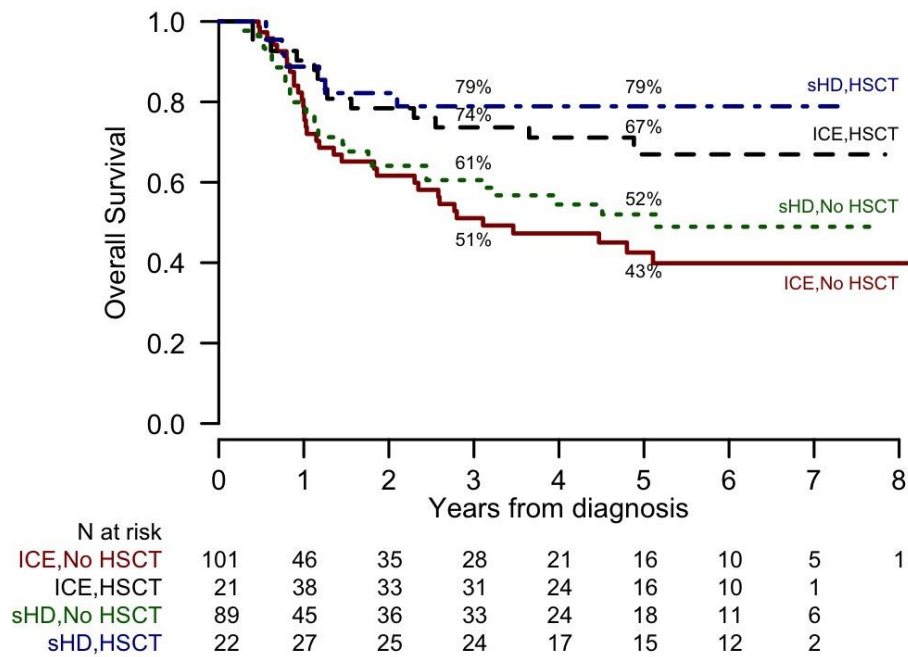 1.0
0.8
0.6
0.4
0.2
0.0
Overall Survival
79% 79%
sHD,HSCT
74% 67%
ICE,HSCT
61% 52%
sHD,No HSCT
51% 43%
ICE,No HSCT
0 1 2 3 4 5 6 7 8
Years from diagnosis
N at risk
ICE,No HSCT 101 46 35 28 21 16 10 5 1
ICE,HSCT 21 38 33 31 24 16 10 1
sHD,No HSCT 89 45 36 33 24 18 11 6
sHD,HSCT 22 27 25 24 17 15 12 2